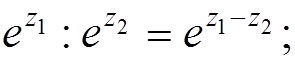 e^{z_1} : e^{z_2} = e^{z_1 - z_2} ;